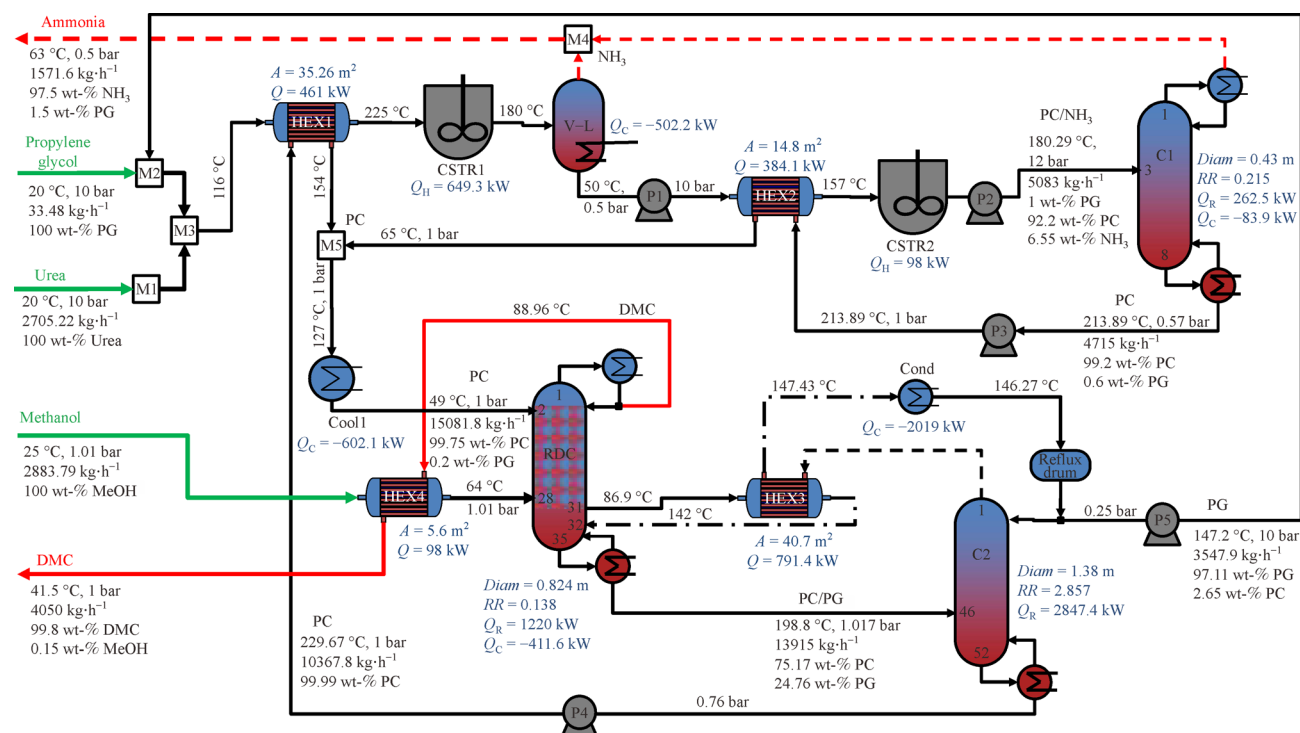 Ammonia
63 °C, 0.5 bar
1571.6 kg·h⁻¹
97.5 wt-% NH₃
1.5 wt-% PG
Propylene
glycol
20 °C, 10 bar
33.48 kg·h⁻¹
100 wt-% PG
Urea
20 °C, 10 bar
2705.22 kg·h⁻¹
100 wt-% Urea
M2
M3
M1
116 °C
A = 35.26 m²
Q = 461 kW
HEX1
225 °C
154 °C
PC
CSTR1
Q_H = 649.3 kW
180 °C
M4
NH₃
V−L
Q_C = −502.2 kW
50 °C,
0.5 bar
P1
10 bar
A = 14.8 m²
Q = 384.1 kW
HEX2
157 °C
CSTR2
Q_H = 98 kW
P2
PC/NH₃
180.29 °C,
12 bar
5083 kg·h⁻¹
1 wt-% PG
92.2 wt-% PC
6.55 wt-% NH₃
1
C1
3
8
Diam = 0.43 m
RR = 0.215
Q_R = 262.5 kW
Q_C = −83.9 kW
M5
65 °C, 1 bar
127 °C, 1 bar
213.89 °C, 1 bar
P3
PC
213.89 °C, 0.57 bar
4715 kg·h⁻¹
99.2 wt-% PC
0.6 wt-% PG
88.96 °C
DMC
Cool1
Q_C = −602.1 kW
PC
49 °C, 1 bar
15081.8 kg·h⁻¹
99.75 wt-% PC
0.2 wt-% PG
1
2
RDC
28
31
32
35
Methanol
25 °C, 1.01 bar
2883.79 kg·h⁻¹
100 wt-% MeOH
HEX4
64 °C
1.01 bar
A = 5.6 m²
Q = 98 kW
DMC
41.5 °C, 1 bar
4050 kg·h⁻¹
99.8 wt-% DMC
0.15 wt-% MeOH
PC
229.67 °C, 1 bar
10367.8 kg·h⁻¹
99.99 wt-% PC
Diam = 0.824 m
RR = 0.138
Q_R = 1220 kW
Q_C = −411.6 kW
86.9 °C
142 °C
HEX3
A = 40.7 m²
Q = 791.4 kW
147.43 °C
Cond
Q_C = −2019 kW
146.27 °C
Reflux
drum
0.25 bar
P5
PG
147.2 °C, 10 bar
3547.9 kg·h⁻¹
97.11 wt-% PG
2.65 wt-% PC
1
C2
46
52
Diam = 1.38 m
RR = 2.857
Q_R = 2847.4 kW
PC/PG
198.8 °C, 1.017 bar
13915 kg·h⁻¹
75.17 wt-% PC
24.76 wt-% PG
P4
0.76 bar